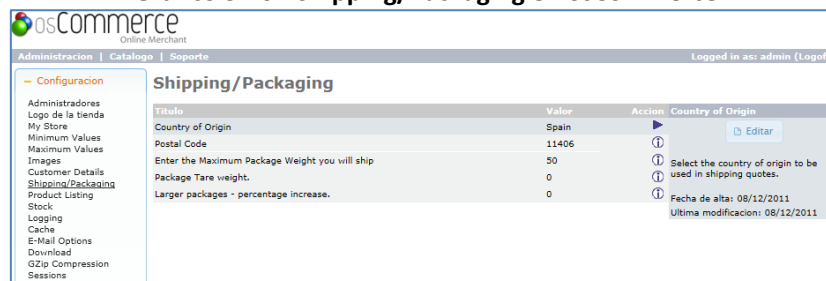 osCommerce
Online Merchant
Administracion | Catalogo | Soporte
Logged in as: admin (Logof
Configuracion
Administradores
Logo de la tienda
My Store
Minimum Values
Maximum Values
Images
Customer Details
Shipping/Packaging
Product Listing
Stock
Logging
Cache
E-Mail Options
Download
GZip Compression
Sessions
Shipping/Packaging
Titulo Valor Accion
Country of Origin Spain
Postal Code 11406
Enter the Maximum Package Weight you will ship 50
Package Tare weight. 0
Larger packages - percentage increase. 0
Country of Origin
Editar
Select the country of origin to be
used in shipping quotes.
Fecha de alta: 08/12/2011
Ultima modificacion: 08/12/2011